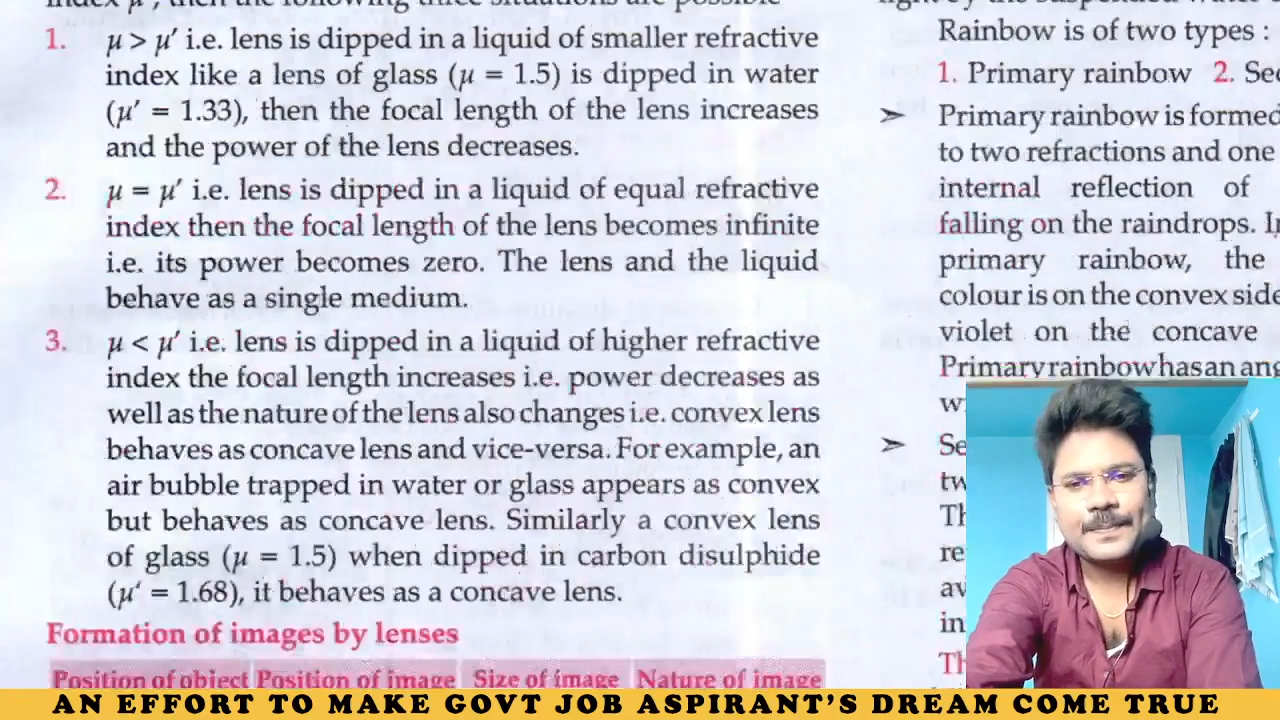 1. μ > μ′ i.e. lens is dipped in a liquid of smaller refractive
index like a lens of glass (μ = 1.5) is dipped in water
(μ′ = 1.33), then the focal length of the lens increases
and the power of the lens decreases.
2. μ = μ′ i.e. lens is dipped in a liquid of equal refractive
index then the focal length of the lens becomes infinite
i.e. its power becomes zero. The lens and the liquid
behave as a single medium.
3. μ < μ′ i.e. lens is dipped in a liquid of higher refractive
index the focal length increases i.e. power decreases as
well as the nature of the lens also changes i.e. convex lens
behaves as concave lens and vice-versa. For example, an
air bubble trapped in water or glass appears as convex
but behaves as concave lens. Similarly a convex lens
of glass (μ = 1.5) when dipped in carbon disulphide
(μ′ = 1.68), it behaves as a concave lens.
Formation of images by lenses
Position of object Position of image Size of image Nature of image
Rainbow is of two types :
1. Primary rainbow 2.
➢ Primary rainbow is formed
to two refractions and one
internal reflection of
falling on the raindrops.
primary rainbow, the
colour is on the convex side
violet on the concave
Primary rainbow has an
AN EFFORT TO MAKE GOVT JOB ASPIRANT'S DREAM COME TRUE